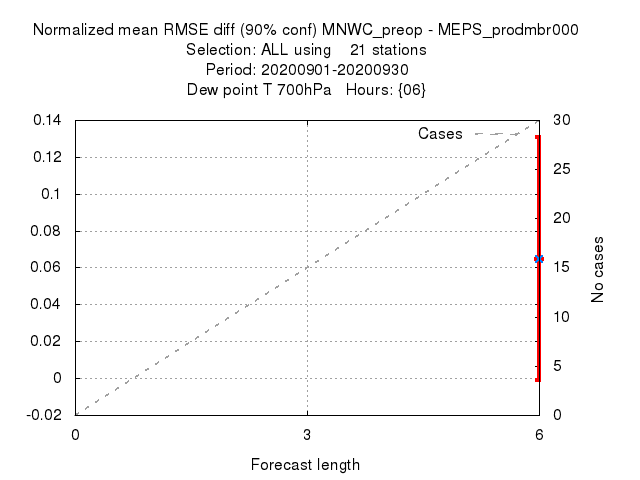 Normalized mean RMSE diff (90% conf) MNWC_preop - MEPS_prodmbr000
Selection: ALL using    21 stations
Period: 20200901-20200930
Dew point T 700hPa   Hours: {06}
Cases
0.14
0.12
0.1
0.08
0.06
0.04
0.02
0
-0.02
30
25
20
15
10
5
0
No cases
0
3
6
Forecast length